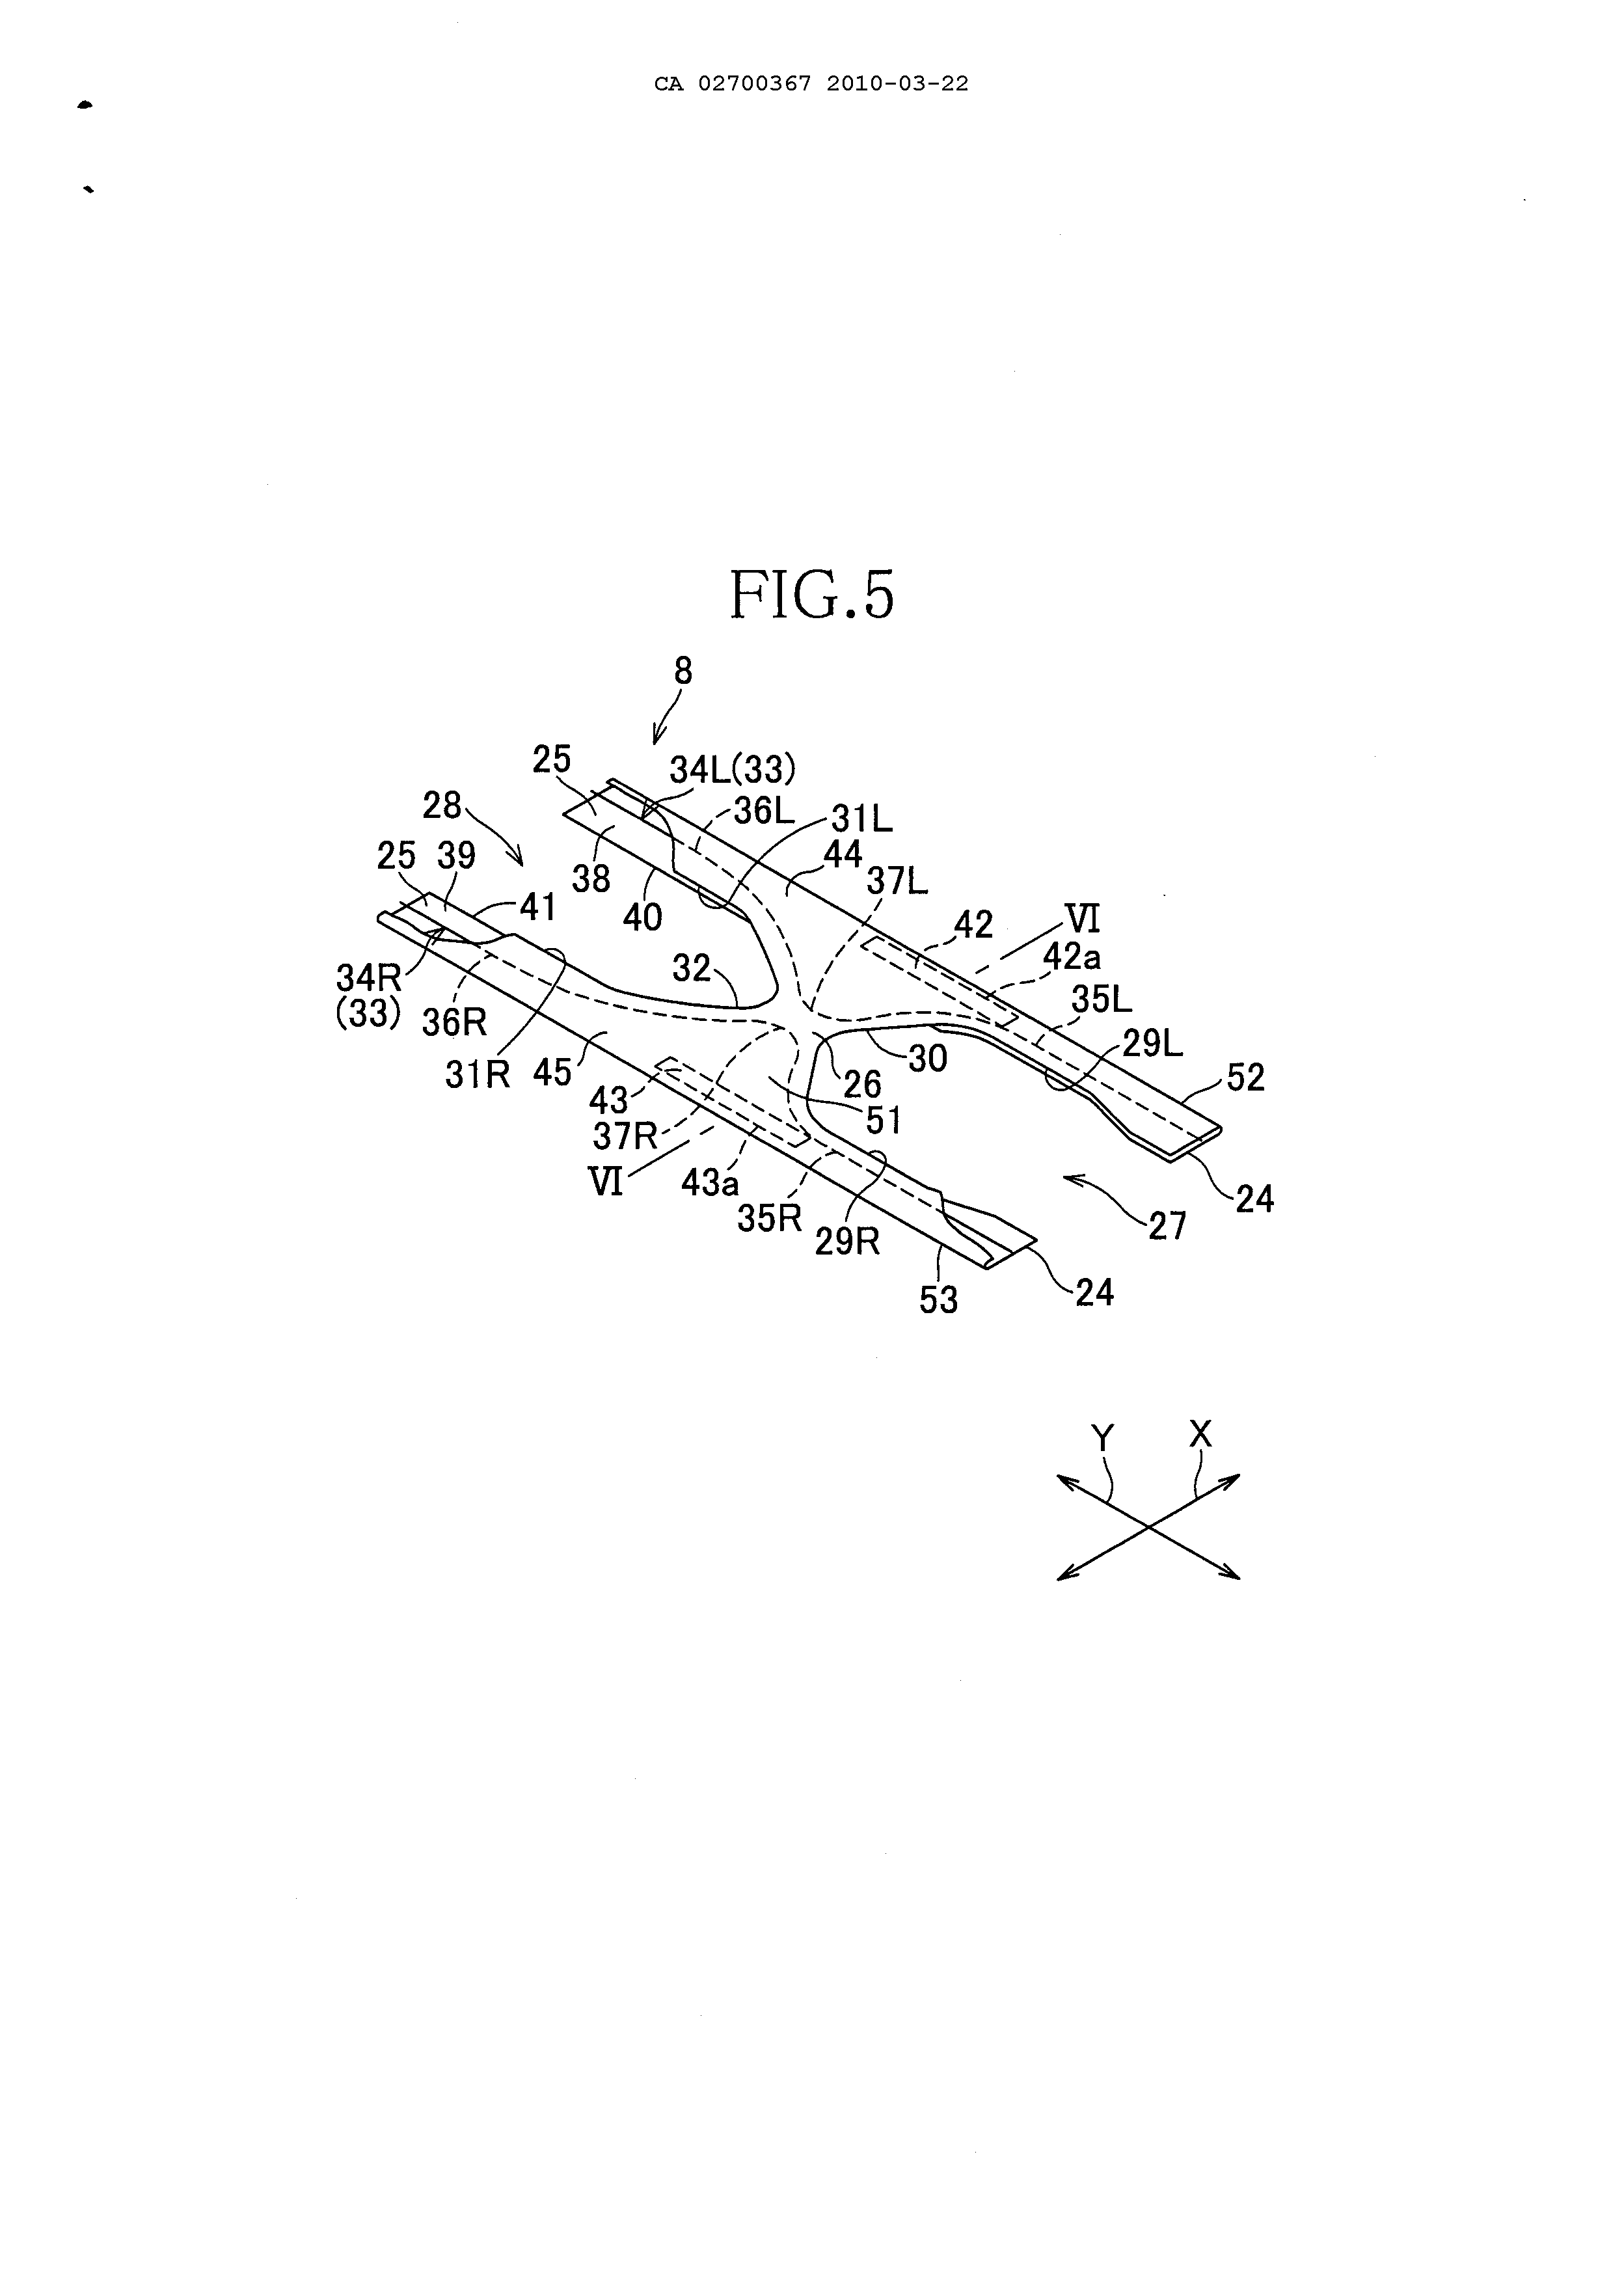 CA 02700367 2010-03-22
FIG.5
8
25
34L(33)
28
36L
31L
25 39
38
44
37L
41
40
42
VI
42a
34R
(33)
32
35L
36R
29L
31R
45
30
52
43
26
37R
51
VI
43a
24
35R
27
29R
24
53
Y
X